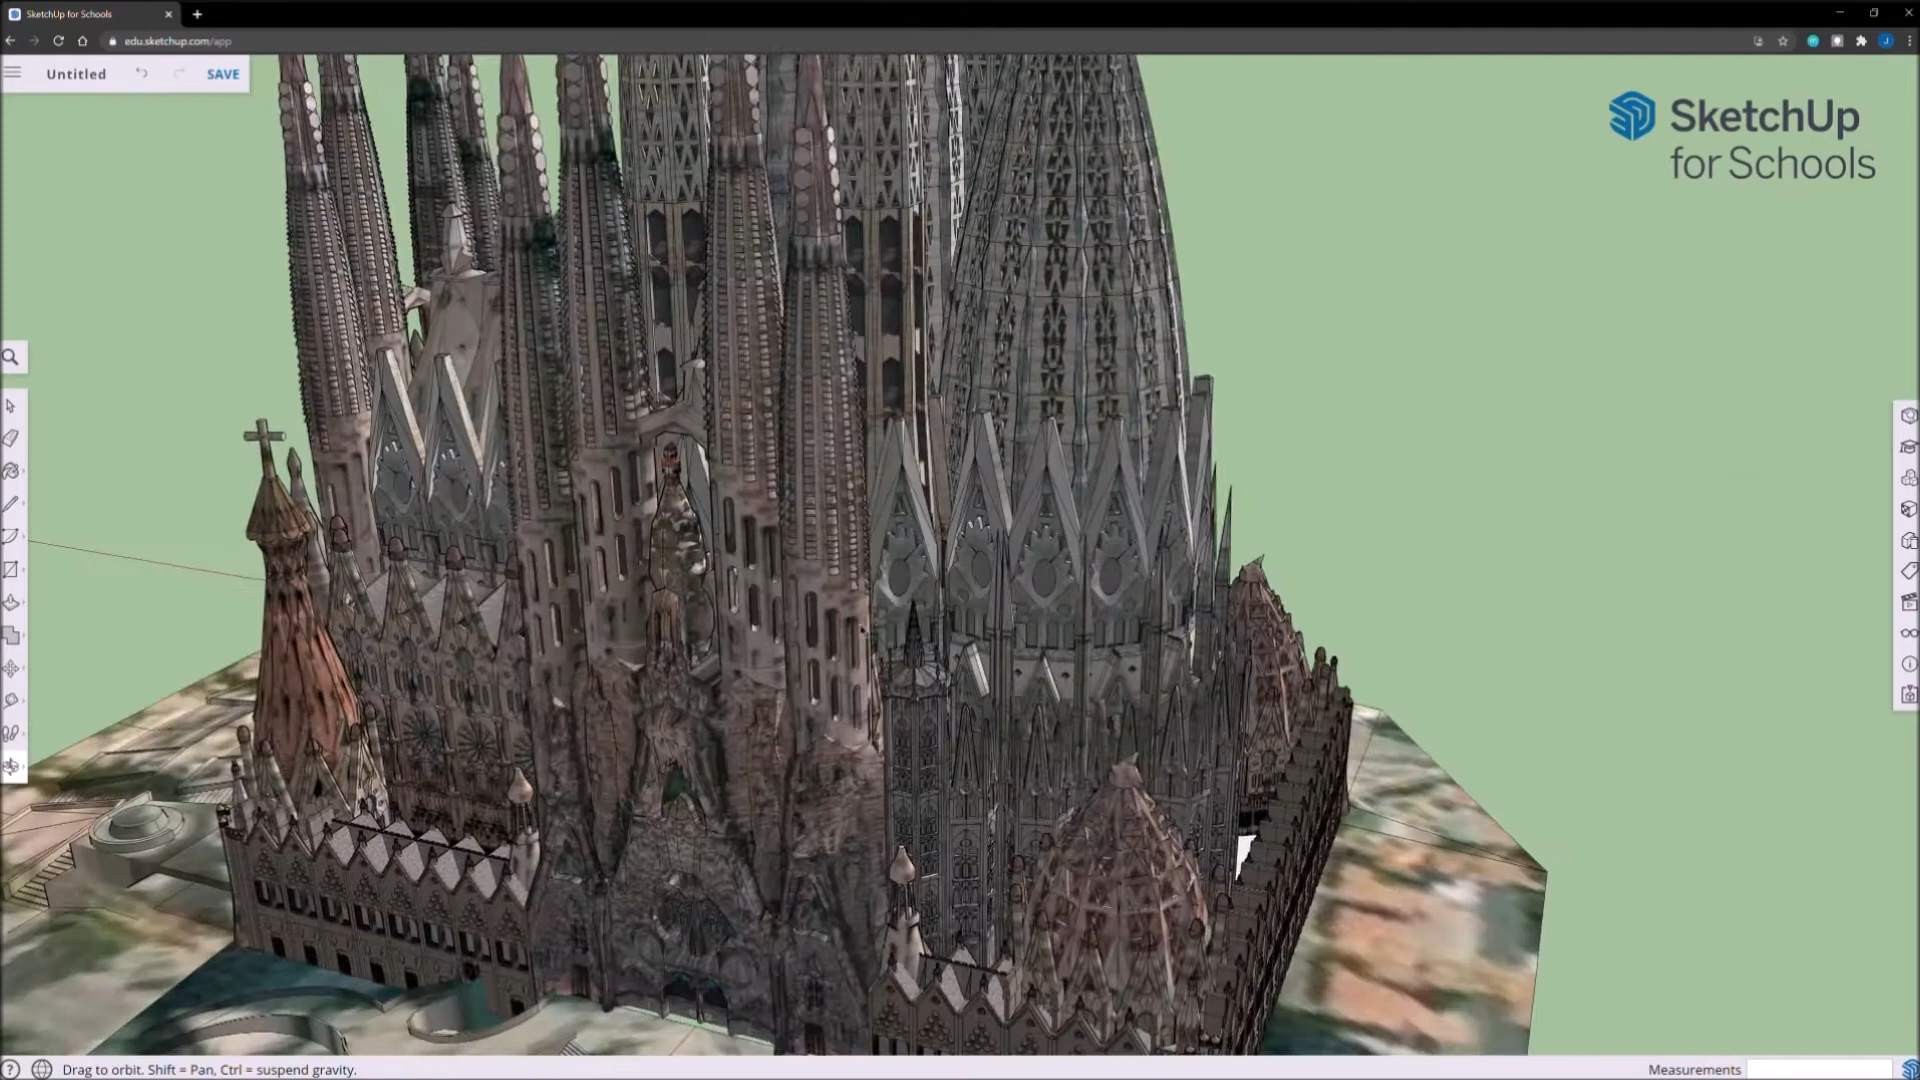 SketchUp for Schools
edu.sketchup.com/app
Untitled
SAVE
SketchUp
for Schools
Drag to orbit. Shift = Pan, Ctrl = suspend gravity.
Measurements